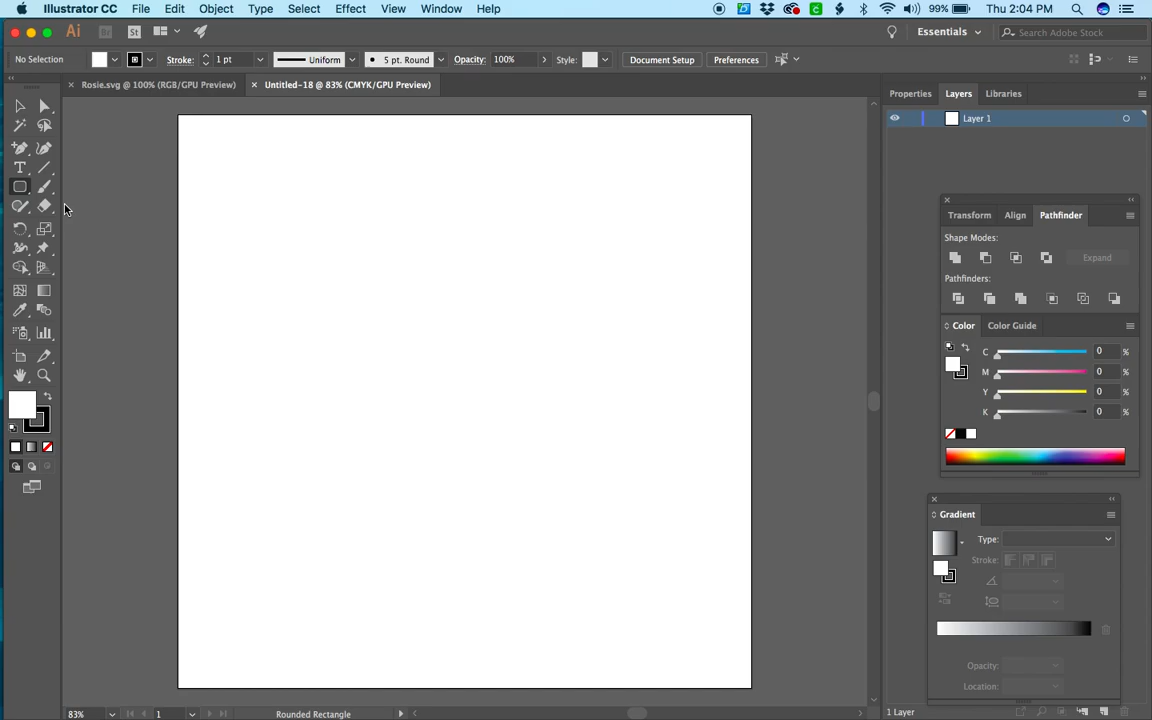 Illustrator CC File Edit Object Type Select Effect View Window Help 99% Thu 2:04 PM
Ai Br St Essentials Search Adobe Stock
No Selection Stroke: 1 pt Uniform 5 pt. Round Opacity: 100% Style: Document Setup Preferences
Rosie.svg @ 100% (RGB/GPU Preview) Untitled-18 @ 83% (CMYK/GPU Preview) Properties Layers Libraries
Layer 1
Transform Align Pathfinder
Shape Modes:
Expand
Pathfinders:
Color Color Guide
C 0 %
M 0 %
Y 0 %
K 0 %
Gradient
Type:
Stroke:
Opacity:
Location:
83% 1 Rounded Rectangle 1 Layer